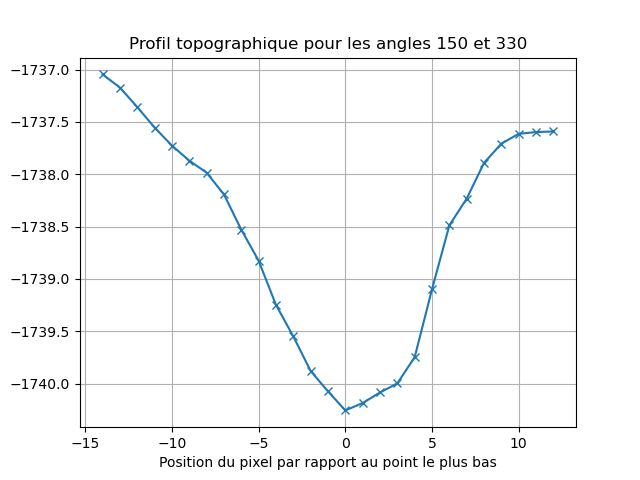 Profil topographique pour les angles 150 et 330
−1737.0
−1737.5
−1738.0
−1738.5
−1739.0
−1739.5
−1740.0
−15 −10 −5 0 5 10
Position du pixel par rapport au point le plus bas